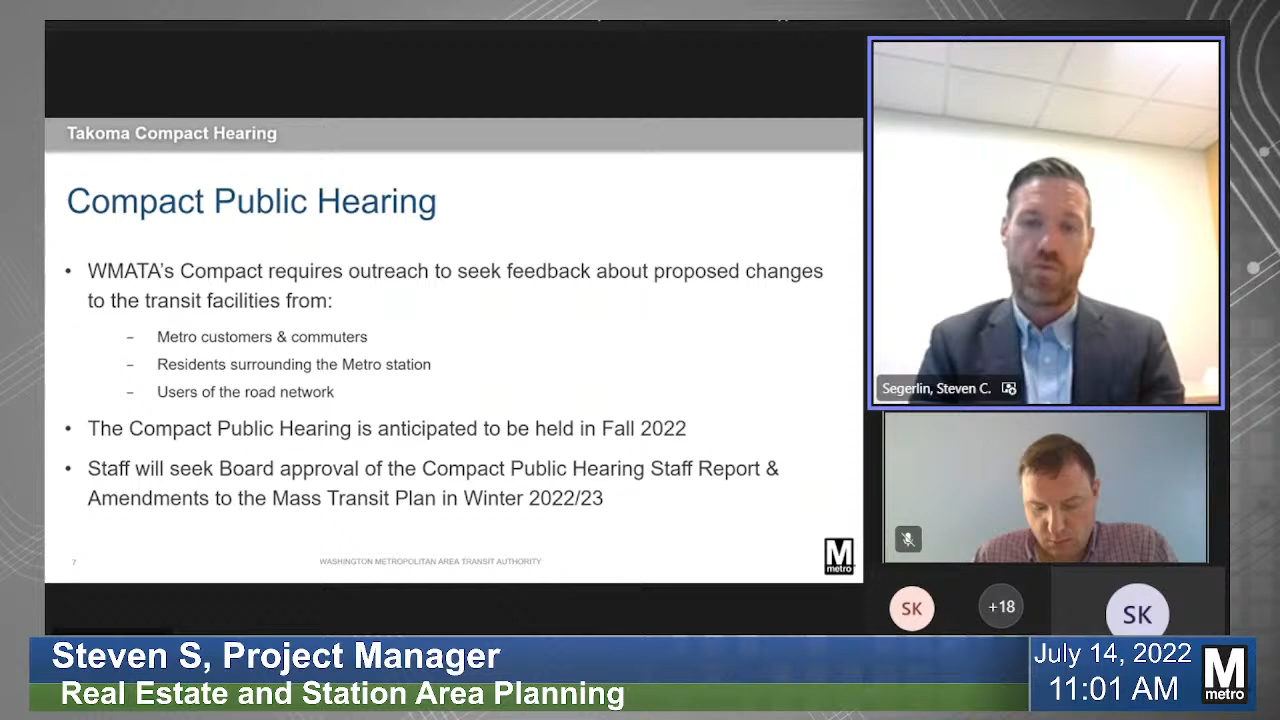 Takoma Compact Hearing
Compact Public Hearing
• WMATA's Compact requires outreach to seek feedback about proposed changes
to the transit facilities from:
– Metro customers & commuters
– Residents surrounding the Metro station
– Users of the road network
• The Compact Public Hearing is anticipated to be held in Fall 2022
• Staff will seek Board approval of the Compact Public Hearing Staff Report &
Amendments to the Mass Transit Plan in Winter 2022/23
7
WASHINGTON METROPOLITAN AREA TRANSIT AUTHORITY
M
metro
Segerlin, Steven C.
SK
+18
SK
Steven S, Project Manager
Real Estate and Station Area Planning
July 14, 2022
11:01 AM
M
metro